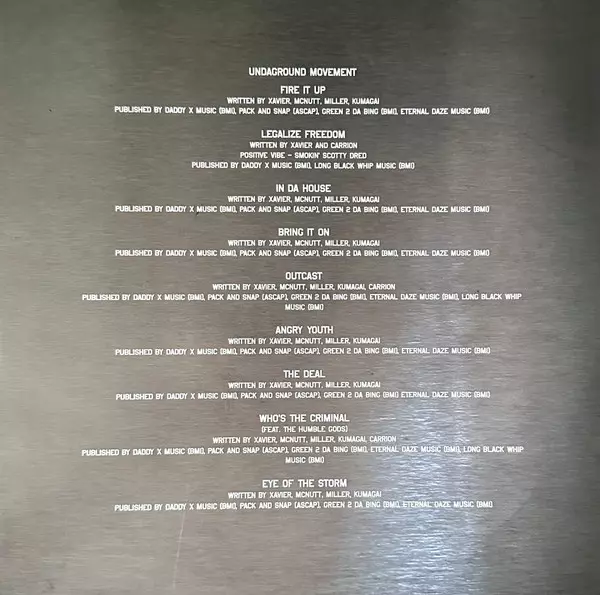 UNDAGROUND MOVEMENT
FIRE IT UP
WRITTEN BY XAVIER, MCNUTT, MILLER, KUMAGAI
PUBLISHED BY DADDY X MUSIC (BMI), PACK AND SNAP (ASCAP), GREEN 2 DA BING (BMI), ETERNAL DAZE MUSIC (BMI)
LEGALIZE FREEDOM
WRITTEN BY XAVIER AND CARRION
POSITIVE VIBE - SMOKIN' SCOTTY DRED
PUBLISHED BY DADDY X MUSIC (BMI), LONG BLACK WHIP MUSIC (BMI)
IN DA HOUSE
WRITTEN BY XAVIER, MCNUTT, MILLER, KUMAGAI
PUBLISHED BY DADDY X MUSIC (BMI), PACK AND SNAP (ASCAP), GREEN 2 DA BING (BMI), ETERNAL DAZE MUSIC (BMI)
BRING IT ON
WRITTEN BY XAVIER, MCNUTT, MILLER, KUMAGAI
PUBLISHED BY DADDY X MUSIC (BMI), PACK AND SNAP (ASCAP), GREEN 2 DA BING (BMI), ETERNAL DAZE MUSIC (BMI)
OUTCAST
WRITTEN BY XAVIER, MCNUTT, MILLER, KUMAGAI, CARRION
PUBLISHED BY DADDY X MUSIC (BMI), PACK AND SNAP (ASCAP), GREEN 2 DA BING (BMI), ETERNAL DAZE MUSIC (BMI), LONG BLACK WHIP
MUSIC (BMI)
ANGRY YOUTH
WRITTEN BY XAVIER, MCNUTT, MILLER, KUMAGAI
PUBLISHED BY DADDY X MUSIC (BMI), PACK AND SNAP (ASCAP), GREEN 2 DA BING (BMI), ETERNAL DAZE MUSIC (BMI)
THE DEAL
WRITTEN BY XAVIER, MCNUTT, MILLER, KUMAGAI
PUBLISHED BY DADDY X MUSIC (BMI), PACK AND SNAP (ASCAP), GREEN 2 DA BING (BMI), ETERNAL DAZE MUSIC (BMI)
WHO'S THE CRIMINAL
(FEAT. THE HUMBLE GODS)
WRITTEN BY XAVIER, MCNUTT, MILLER, KUMAGAI, CARRION
PUBLISHED BY DADDY X MUSIC (BMI), PACK AND SNAP (ASCAP), GREEN 2 DA BING (BMI), ETERNAL DAZE MUSIC (BMI), LONG BLACK WHIP
MUSIC (BMI)
EYE OF THE STORM
WRITTEN BY XAVIER, MCNUTT, MILLER, KUMAGAI
PUBLISHED BY DADDY X MUSIC (BMI), PACK AND SNAP (ASCAP), GREEN 2 DA BING (BMI), ETERNAL DAZE MUSIC (BMI)